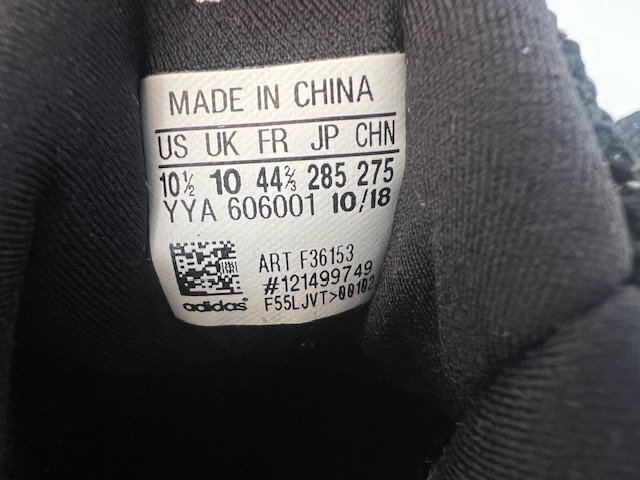 MADE IN CHINA
US UK FR JP CHN
10½ 10 44⅔ 285 275
YYA 606001 10/18
ART F36153
#121499749
adidas F55LJVT>00102